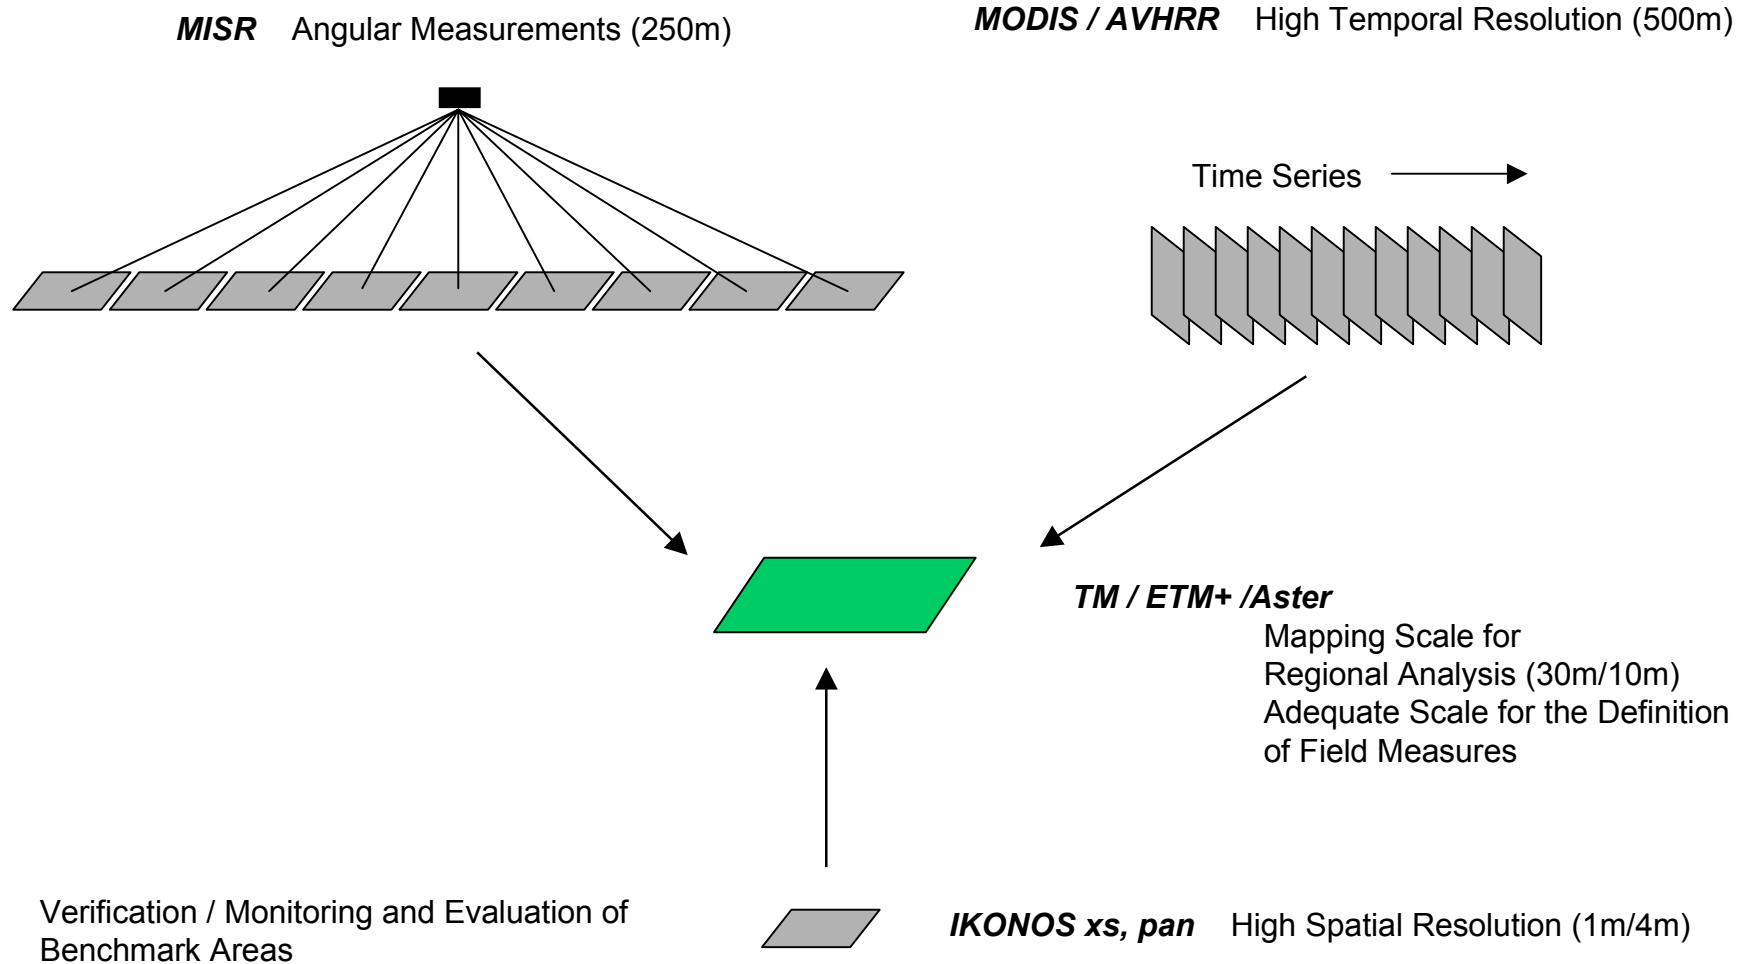 MISR Angular Measurements (250m)
MODIS / AVHRR High Temporal Resolution (500m)
Time Series
TM / ETM+ /Aster
Mapping Scale for
Regional Analysis (30m/10m)
Adequate Scale for the Definition
of Field Measures
Verification / Monitoring and Evaluation of
Benchmark Areas
IKONOS xs, pan High Spatial Resolution (1m/4m)